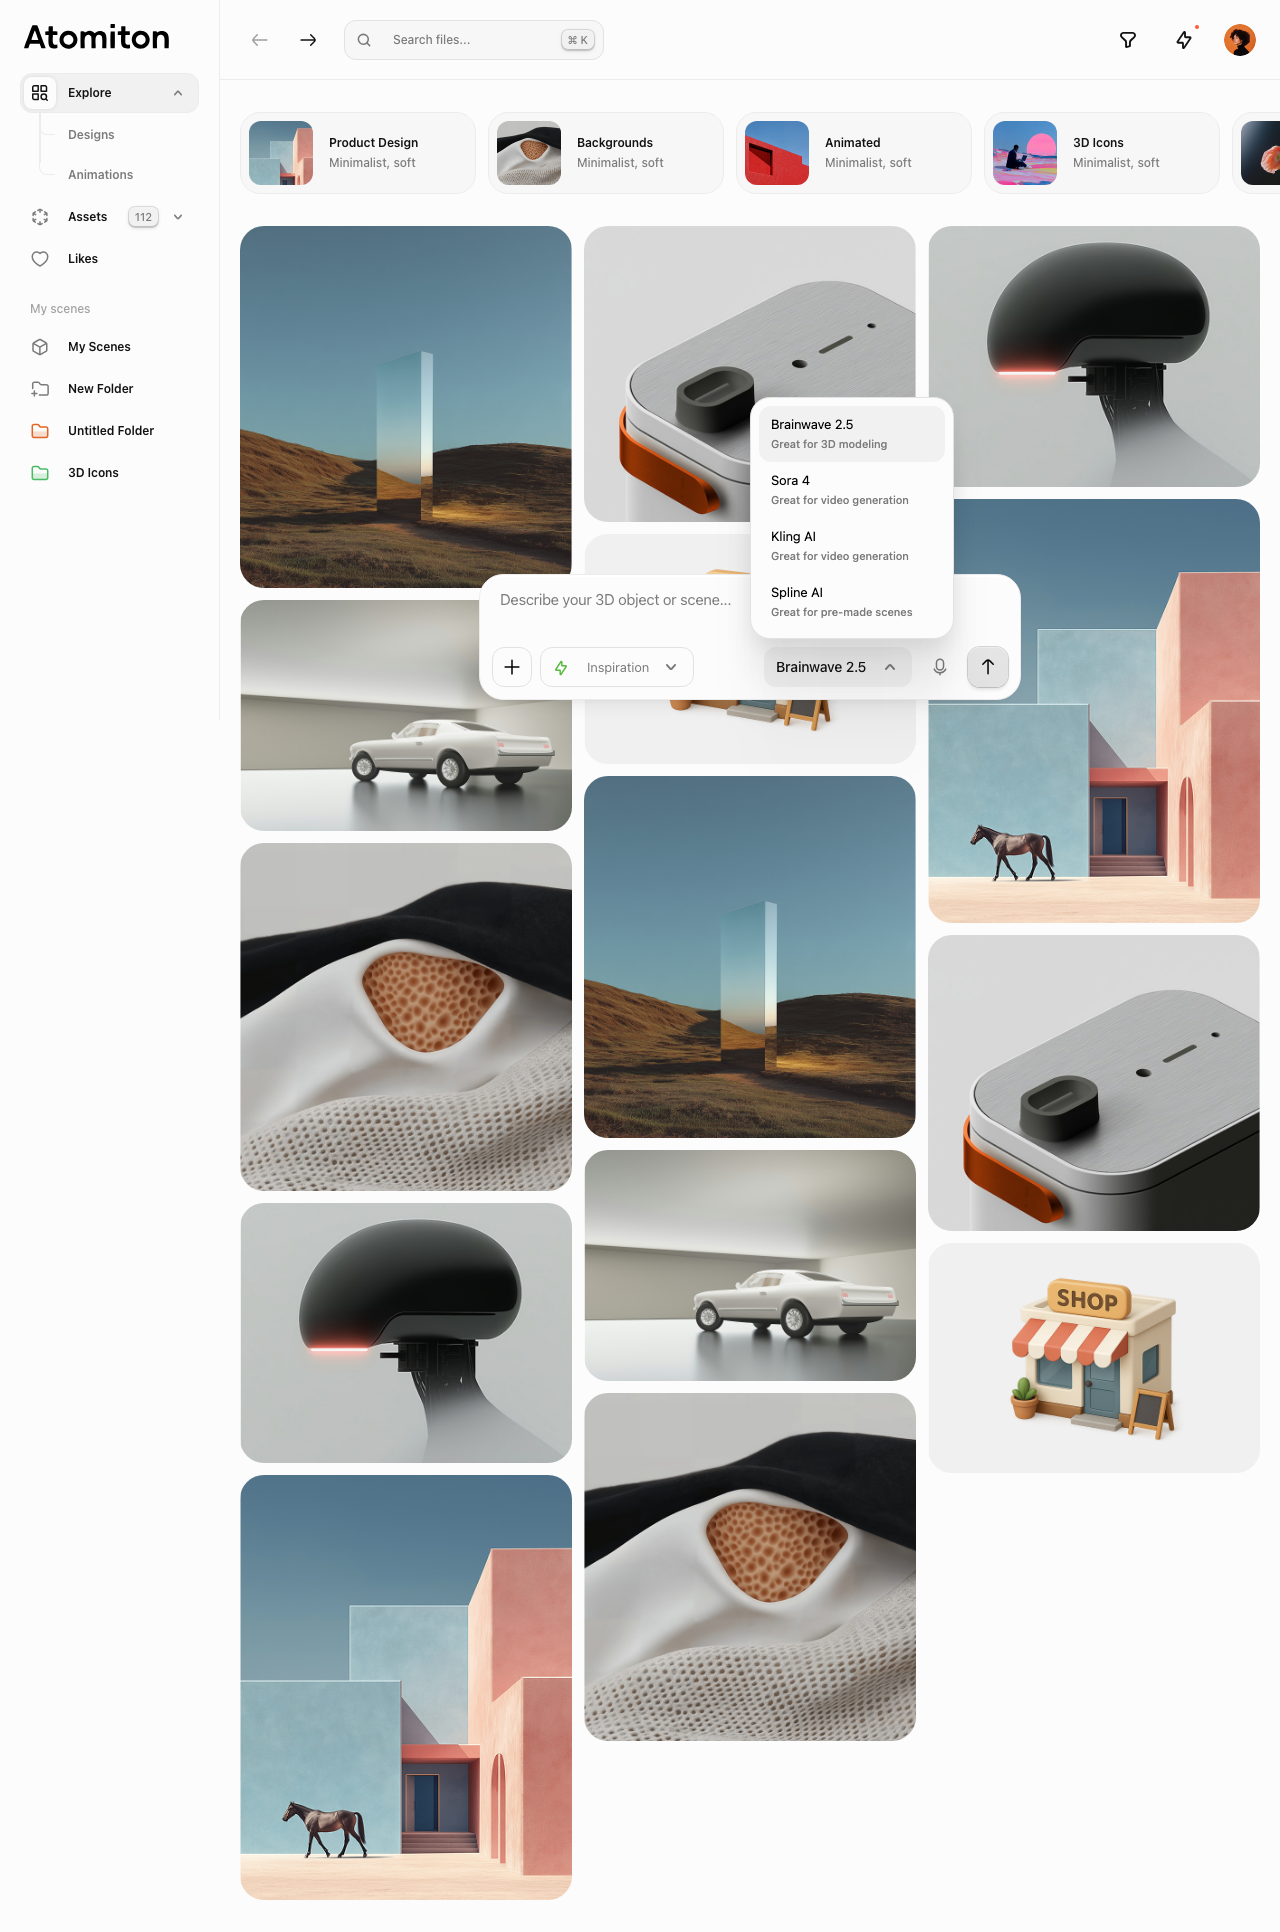 Atomiton
Search files...
⌘ K
Explore
Designs
Animations
Assets
112
Likes
My scenes
My Scenes
New Folder
Untitled Folder
3D Icons
Product Design
Minimalist, soft
Backgrounds
Minimalist, soft
Animated
Minimalist, soft
3D Icons
Minimalist, soft
Brainwave 2.5
Great for 3D modeling
Sora 4
Great for video generation
Kling AI
Great for video generation
Spline AI
Great for pre-made scenes
Describe your 3D object or scene...
Inspiration
Brainwave 2.5
SHOP